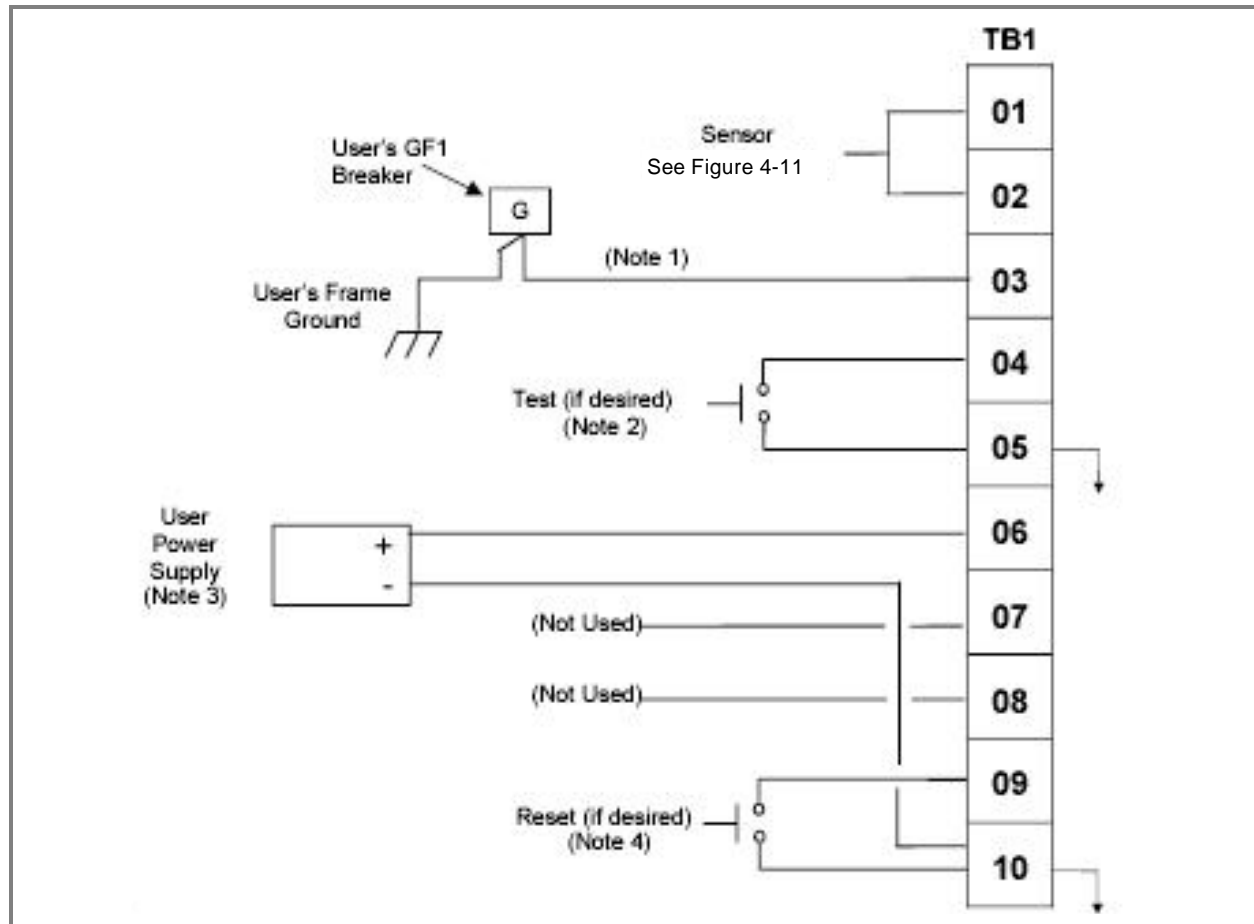 TB1
01
Sensor
See Figure 4-11
02
User's GF1
Breaker
G
(Note 1)
03
User's Frame
Ground
04
Test (if desired)
(Note 2)
05
User
Power
Supply
(Note 3)
+
-
06
(Not Used)
07
(Not Used)
08
09
Reset (if desired)
(Note 4)
10